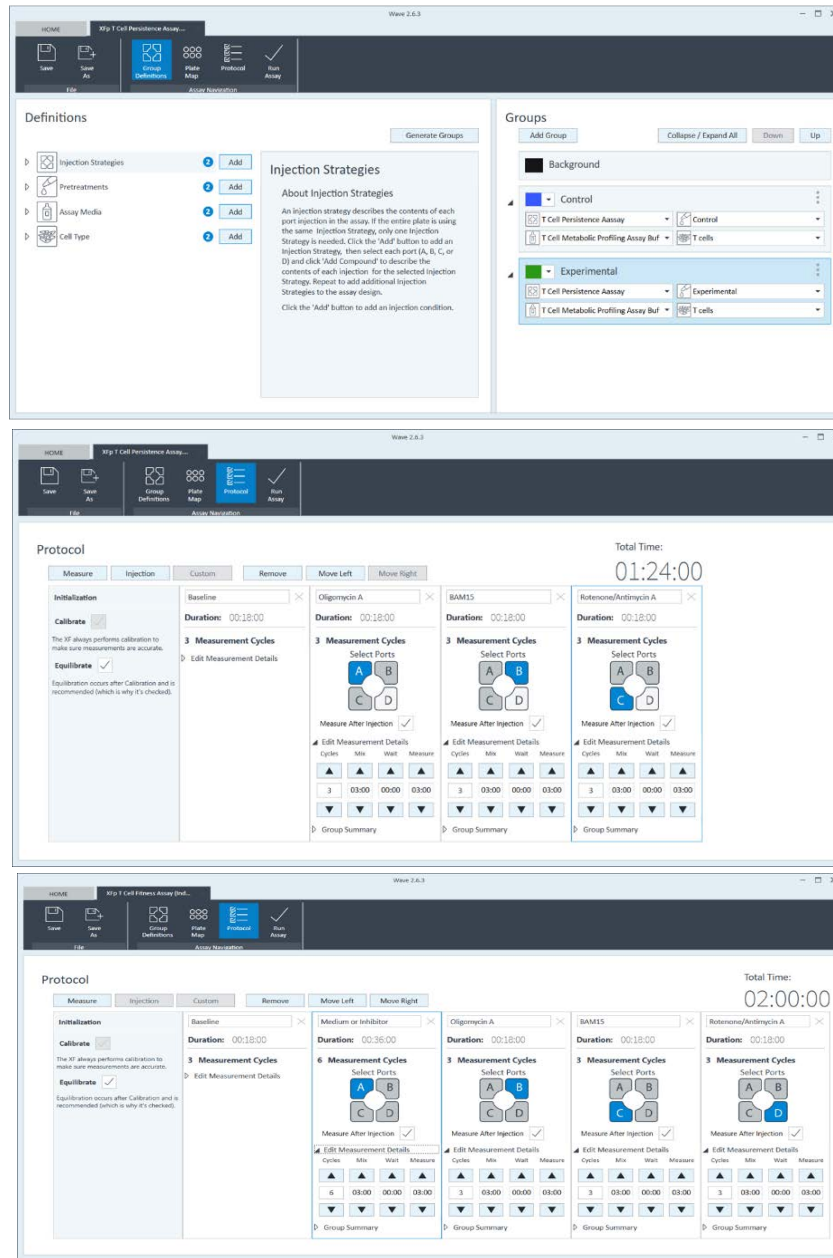 Wave 2.6.3
HOME
XFp T Cell Persistence Assay...
Save
Save As
Group Definitions
Plate Map
Protocol
Run Assay
File
Assay Navigation
Definitions
Generate Groups
Injection Strategies 2 Add
Pretreatments 2 Add
Assay Media 2 Add
Cell Type 2 Add
Injection Strategies
About Injection Strategies
An injection strategy describes the contents of each
port injection in the assay. If the entire plate is using
the same Injection Strategy, only one Injection
Strategy is needed. Click the 'Add' button to add an
Injection Strategy, then select each port (A, B, C, or
D) and click 'Add Compound' to describe the
contents of each injection for the selected Injection
Strategy. Repeat to add additional Injection
Strategies to the assay design.
Click the 'Add' button to add an injection condition.
Groups
Add Group
Collapse / Expand All
Down
Up
Background
Control
T Cell Persistence Aassay
Control
T Cell Metabolic Profiling Assay Buf
T cells
Experimental
T Cell Persistence Aassay
Experimental
T Cell Metabolic Profiling Assay Buf
T cells
Wave 2.6.3
HOME
XFp T Cell Persistence Assay...
Save
Save As
Group Definitions
Plate Map
Protocol
Run Assay
File
Assay Navigation
Protocol
Total Time:
01:24:00
Measure
Injection
Custom
Remove
Move Left
Move Right
Initialization
Calibrate
The XF always performs calibration to
make sure measurements are accurate.
Equilibrate
Equilibration occurs after Calibration and is
recommended (which is why it's checked).
Baseline
Duration: 00:18:00
3 Measurement Cycles
Edit Measurement Details
Oligomycin A
Duration: 00:18:00
3 Measurement Cycles
Select Ports
A B
C D
Measure After Injection
Edit Measurement Details
Cycles Mix Wait Measure
3 03:00 00:00 03:00
Group Summary
BAM15
Duration: 00:18:00
3 Measurement Cycles
Select Ports
A B
C D
Measure After Injection
Edit Measurement Details
Cycles Mix Wait Measure
3 03:00 00:00 03:00
Group Summary
Rotenone/Antimycin A
Duration: 00:18:00
3 Measurement Cycles
Select Ports
A B
C D
Measure After Injection
Edit Measurement Details
Cycles Mix Wait Measure
3 03:00 00:00 03:00
Group Summary
Wave 2.6.3
HOME
XFp T Cell Fitness Assay (Ind...
Save
Save As
Group Definitions
Plate Map
Protocol
Run Assay
File
Assay Navigation
Protocol
Total Time:
02:00:00
Measure
Injection
Custom
Remove
Move Left
Move Right
Initialization
Calibrate
The XF always performs calibration to
make sure measurements are accurate.
Equilibrate
Equilibration occurs after Calibration and is
recommended (which is why it's checked).
Baseline
Duration: 00:18:00
3 Measurement Cycles
Edit Measurement Details
Medium or Inhibitor
Duration: 00:36:00
6 Measurement Cycles
Select Ports
A B
C D
Measure After Injection
Edit Measurement Details
Cycles Mix Wait Measure
6 03:00 00:00 03:00
Group Summary
Oligomycin A
Duration: 00:18:00
3 Measurement Cycles
Select Ports
A B
C D
Measure After Injection
Edit Measurement Details
Cycles Mix Wait Measure
3 03:00 00:00 03:00
Group Summary
BAM15
Duration: 00:18:00
3 Measurement Cycles
Select Ports
A B
C D
Measure After Injection
Edit Measurement Details
Cycles Mix Wait Measure
3 03:00 00:00 03:00
Group Summary
Rotenone/Antimycin A
Duration: 00:18:00
3 Measurement Cycles
Select Ports
A B
C D
Measure After Injection
Edit Measurement Details
Cycles Mix Wait Measure
3 03:00 00:00 03:00
Group Summary